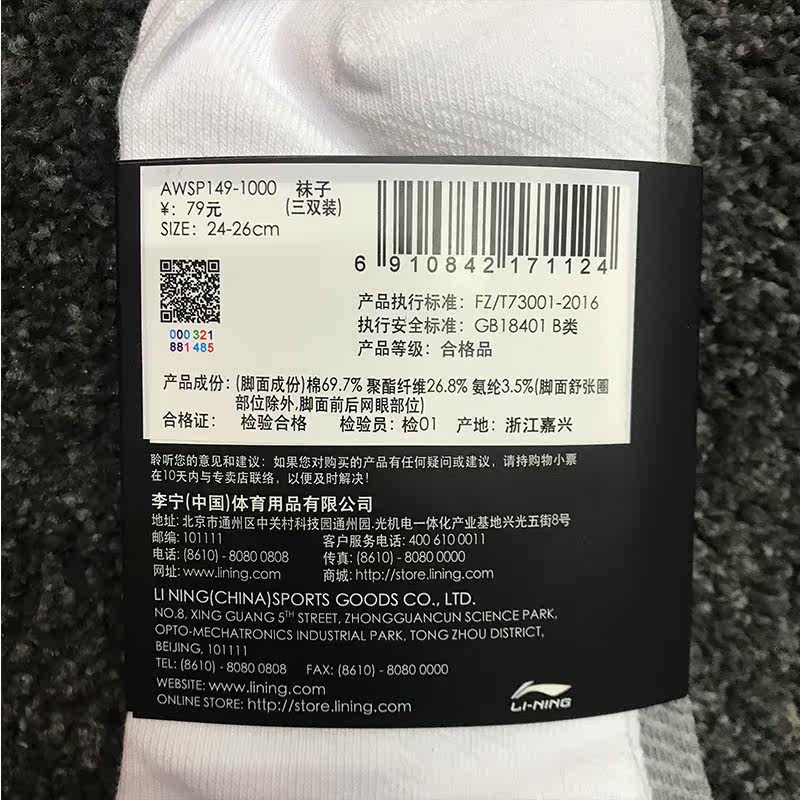 AWSP149-1000 袜子
¥: 79元 (三双装)
SIZE: 24-26cm
6 910842 171124
000 321
881 485
产品执行标准: FZ/T73001-2016
执行安全标准: GB18401 B类
产品等级: 合格品
产品成份: (脚面成份)棉69.7% 聚酯纤维26.8% 氨纶3.5%(脚面舒张圈
部位除外,脚面前后网眼部位)
合格证: 检验合格 检验员: 检01 产地: 浙江嘉兴
聆听您的意见和建议: 如果您对购买的产品有任何疑问或建议, 请持购物小票
在10天内与专卖店联络, 以便及时解决!
李宁(中国)体育用品有限公司
地址: 北京市通州区中关村科技园通州园.光机电一体化产业基地兴光五街8号
邮编: 101111 客户服务电话: 400 610 0011
电话: (8610) - 8080 0808 传真: (8610) - 8080 0000
网址: www.lining.com 商城: http://store.lining.com
LI NING(CHINA)SPORTS GOODS CO., LTD.
NO.8, XING GUANG 5TH STREET, ZHONGGUANCUN SCIENCE PARK,
OPTO-MECHATRONICS INDUSTRIAL PARK, TONG ZHOU DISTRICT,
BEIJING, 101111
TEL: (8610) - 8080 0808 FAX: (8610) - 8080 0000
WEBSITE: www.lining.com
ONLINE STORE: http://store.lining.com
LI-NING